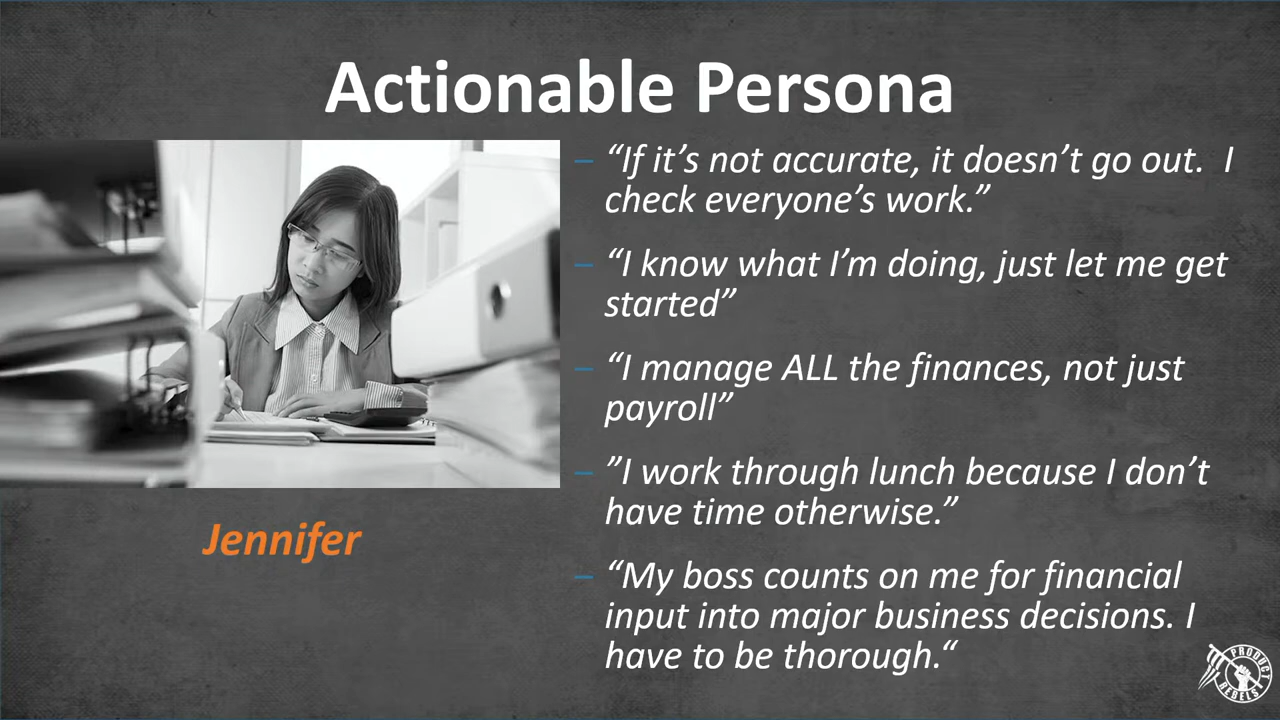 Actionable Persona
– “If it’s not accurate, it doesn’t go out.  I
check everyone’s work.”
– “I know what I’m doing, just let me get
started”
– “I manage ALL the finances, not just
payroll”
– ”I work through lunch because I don’t
have time otherwise.”
– “My boss counts on me for financial
input into major business decisions. I
have to be thorough.“
Jennifer
PRODUCT
REBELS